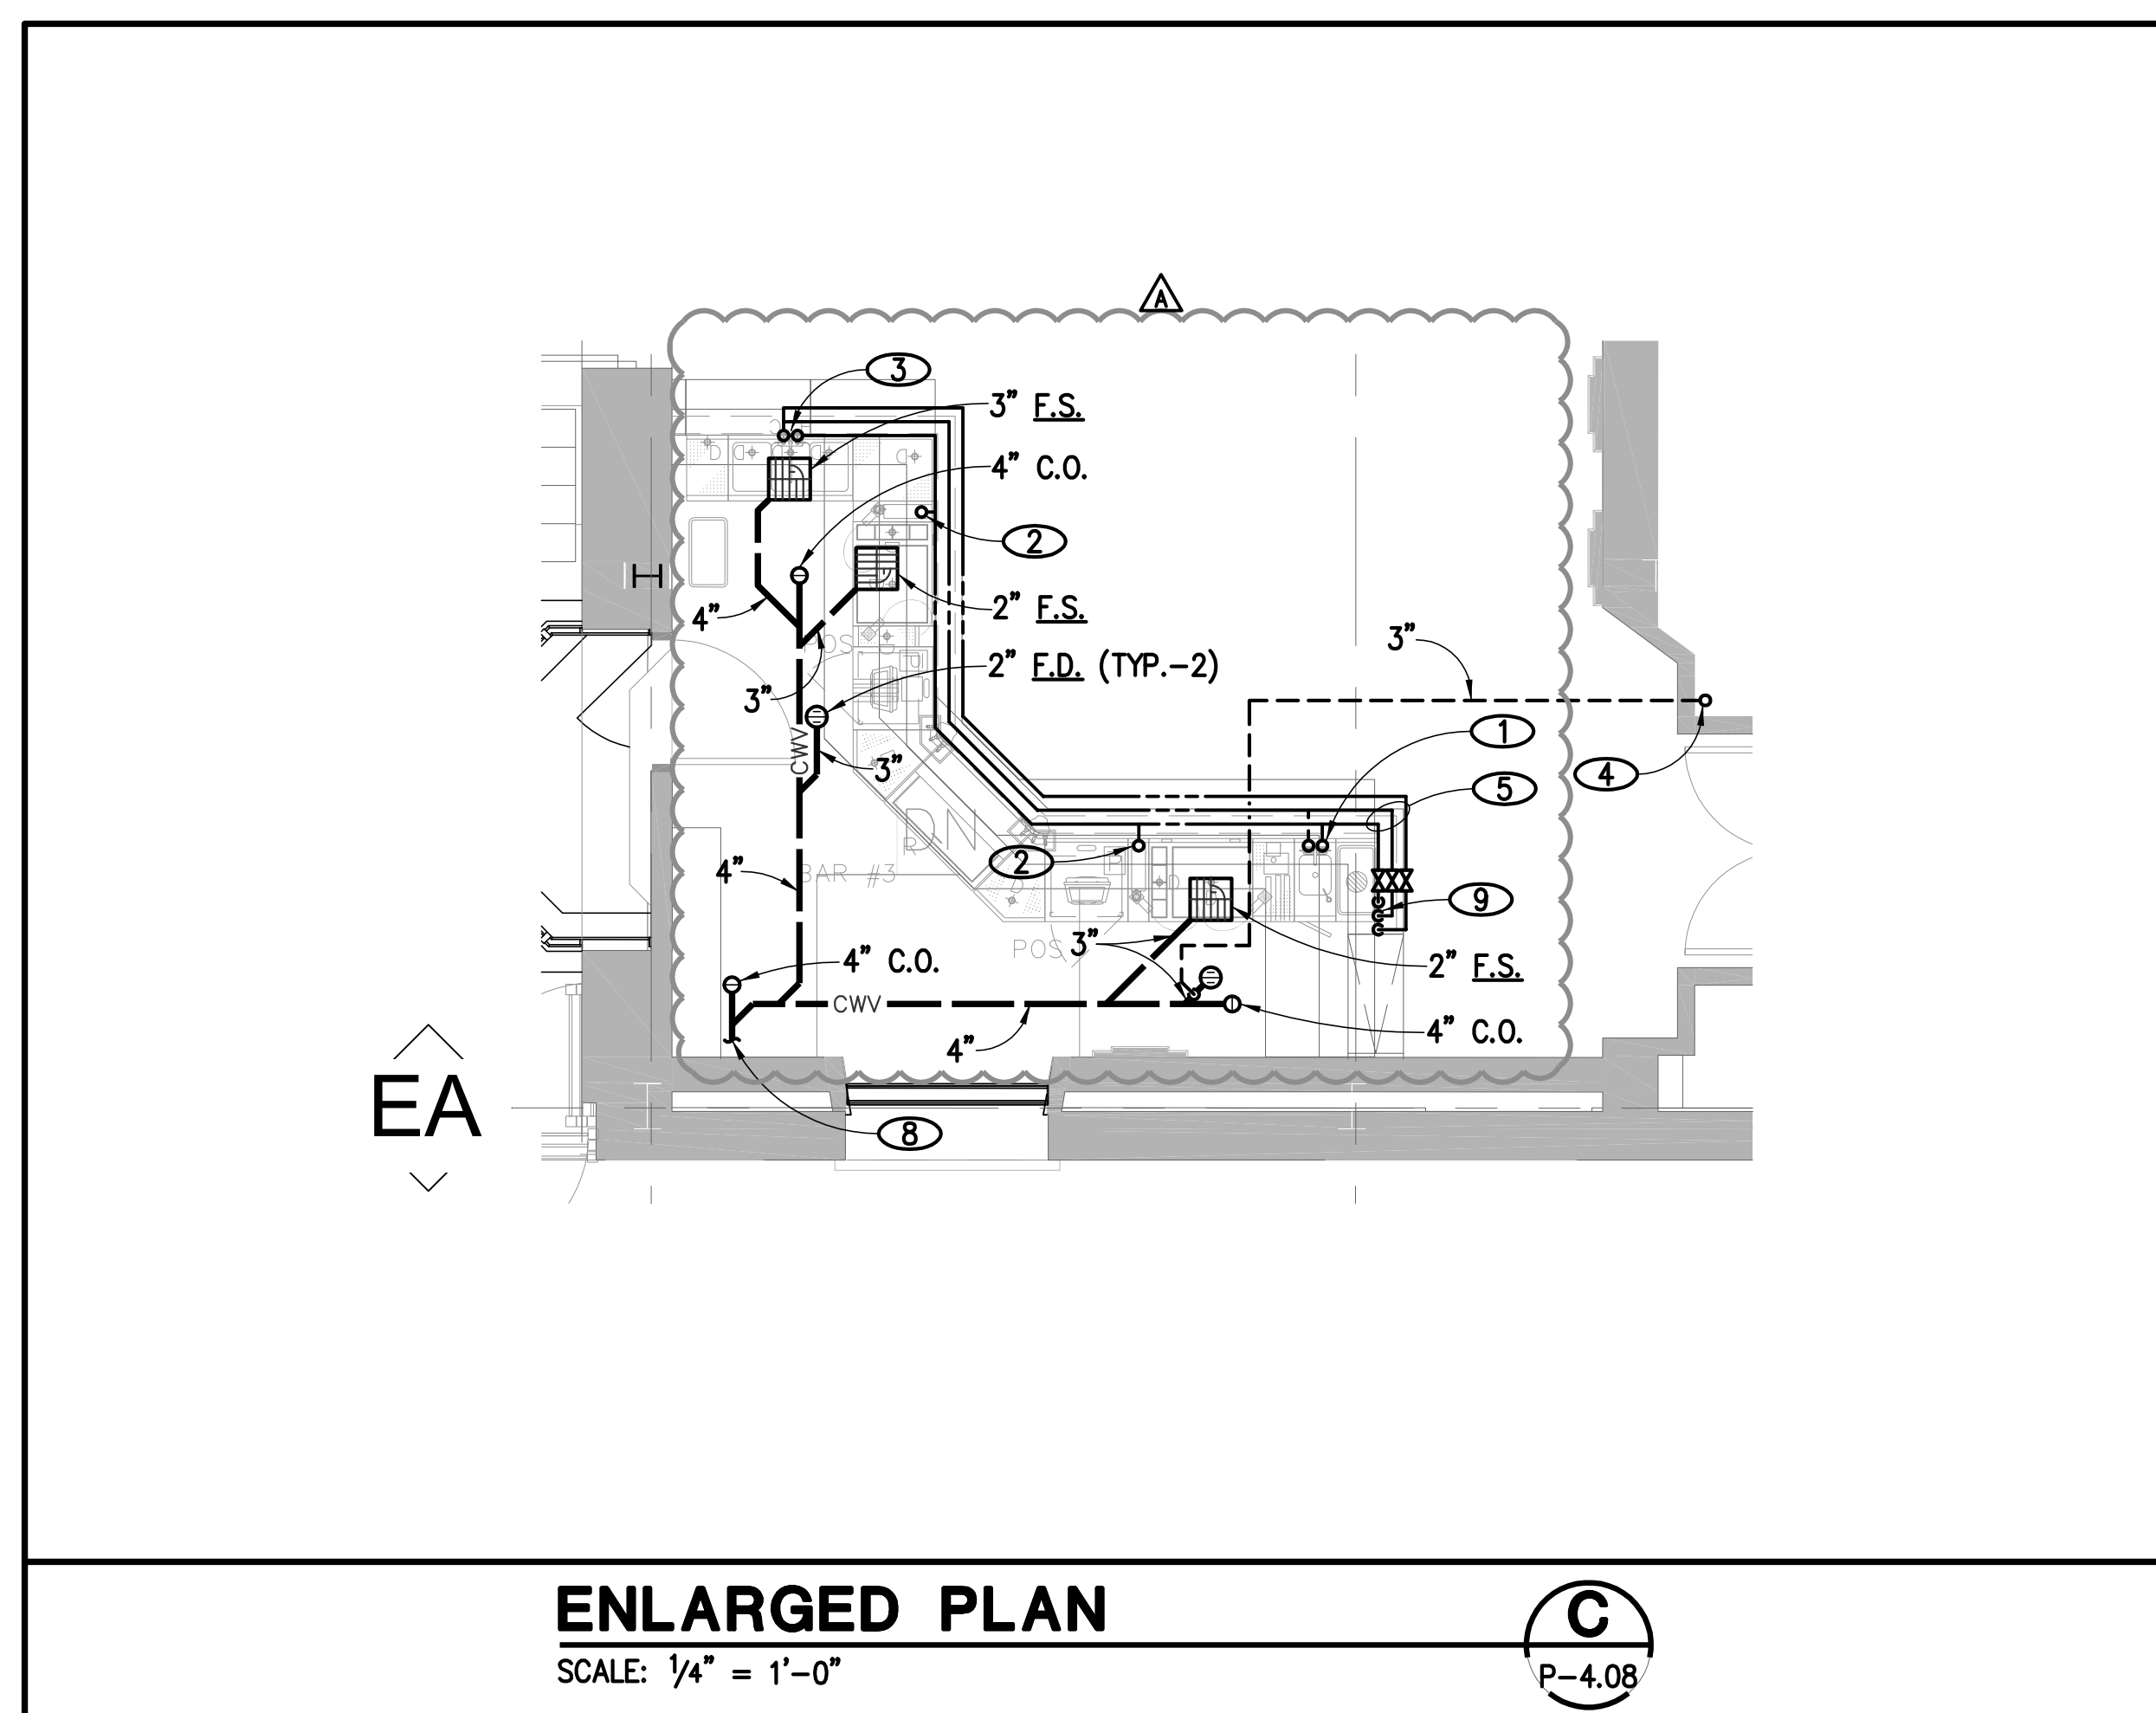 A
3
3" F.S.
4" C.O.
2
4"
2" F.S.
3"
2" F.D. (TYP.-2)
3"
POS
3"
CWV
1
4
5
DN
2
4"
BAR #3
9
POS
3"
4" C.O.
2" F.S.
CWV
4" C.O.
4"
EA
8
ENLARGED PLAN
SCALE: 1/4" = 1'-0"
C
P-4.08